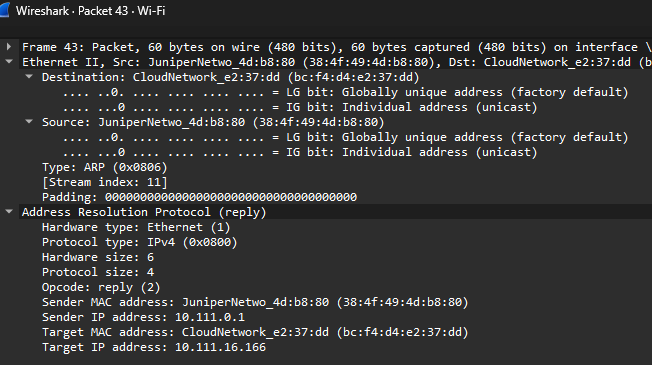 Wireshark · Packet 43 · Wi-Fi
Frame 43: Packet, 60 bytes on wire (480 bits), 60 bytes captured (480 bits) on interface \
Ethernet II, Src: JuniperNetwo_4d:b8:80 (38:4f:49:4d:b8:80), Dst: CloudNetwork_e2:37:dd (b
Destination: CloudNetwork_e2:37:dd (bc:f4:d4:e2:37:dd)
.... ..0. .... .... .... .... = LG bit: Globally unique address (factory default)
.... ...0 .... .... .... .... = IG bit: Individual address (unicast)
Source: JuniperNetwo_4d:b8:80 (38:4f:49:4d:b8:80)
.... ..0. .... .... .... .... = LG bit: Globally unique address (factory default)
.... ...0 .... .... .... .... = IG bit: Individual address (unicast)
Type: ARP (0x0806)
[Stream index: 11]
Padding: 000000000000000000000000000000000000
Address Resolution Protocol (reply)
Hardware type: Ethernet (1)
Protocol type: IPv4 (0x0800)
Hardware size: 6
Protocol size: 4
Opcode: reply (2)
Sender MAC address: JuniperNetwo_4d:b8:80 (38:4f:49:4d:b8:80)
Sender IP address: 10.111.0.1
Target MAC address: CloudNetwork_e2:37:dd (bc:f4:d4:e2:37:dd)
Target IP address: 10.111.16.166